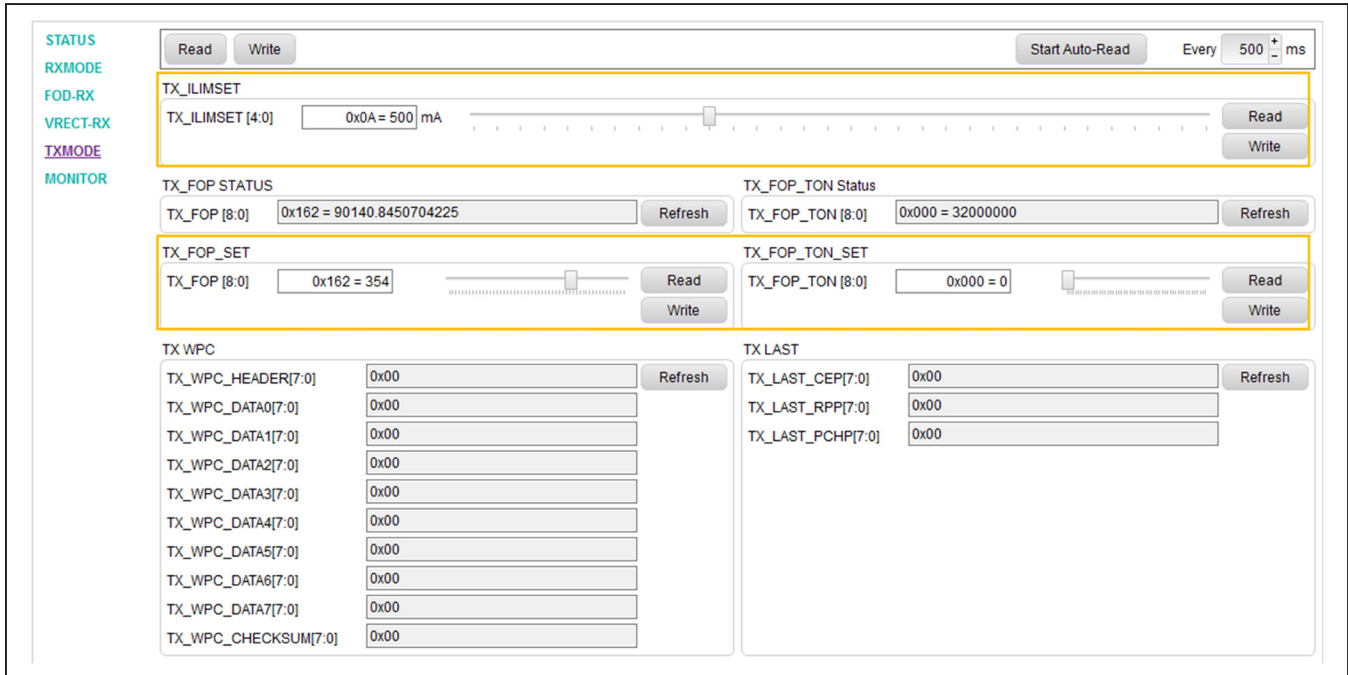 STATUS
RXMODE
FOD-RX
VRECT-RX
TXMODE
MONITOR
Read Write Start Auto-Read Every 500 + - ms
TX_ILIMSET
TX_ILIMSET [4:0] 0x0A = 500 mA Read
Write
TX_FOP STATUS
TX_FOP [8:0] 0x162 = 90140.8450704225 Refresh
TX_FOP_TON Status
TX_FOP_TON [8:0] 0x000 = 32000000 Refresh
TX_FOP_SET
TX_FOP [8:0] 0x162 = 354 Read
Write
TX_FOP_TON_SET
TX_FOP_TON [8:0] 0x000 = 0 Read
Write
TX WPC
TX_WPC_HEADER[7:0] 0x00 Refresh
TX_WPC_DATA0[7:0] 0x00
TX_WPC_DATA1[7:0] 0x00
TX_WPC_DATA2[7:0] 0x00
TX_WPC_DATA3[7:0] 0x00
TX_WPC_DATA4[7:0] 0x00
TX_WPC_DATA5[7:0] 0x00
TX_WPC_DATA6[7:0] 0x00
TX_WPC_DATA7[7:0] 0x00
TX_WPC_CHECKSUM[7:0] 0x00
TX LAST
TX_LAST_CEP[7:0] 0x00 Refresh
TX_LAST_RPP[7:0] 0x00
TX_LAST_PCHP[7:0] 0x00